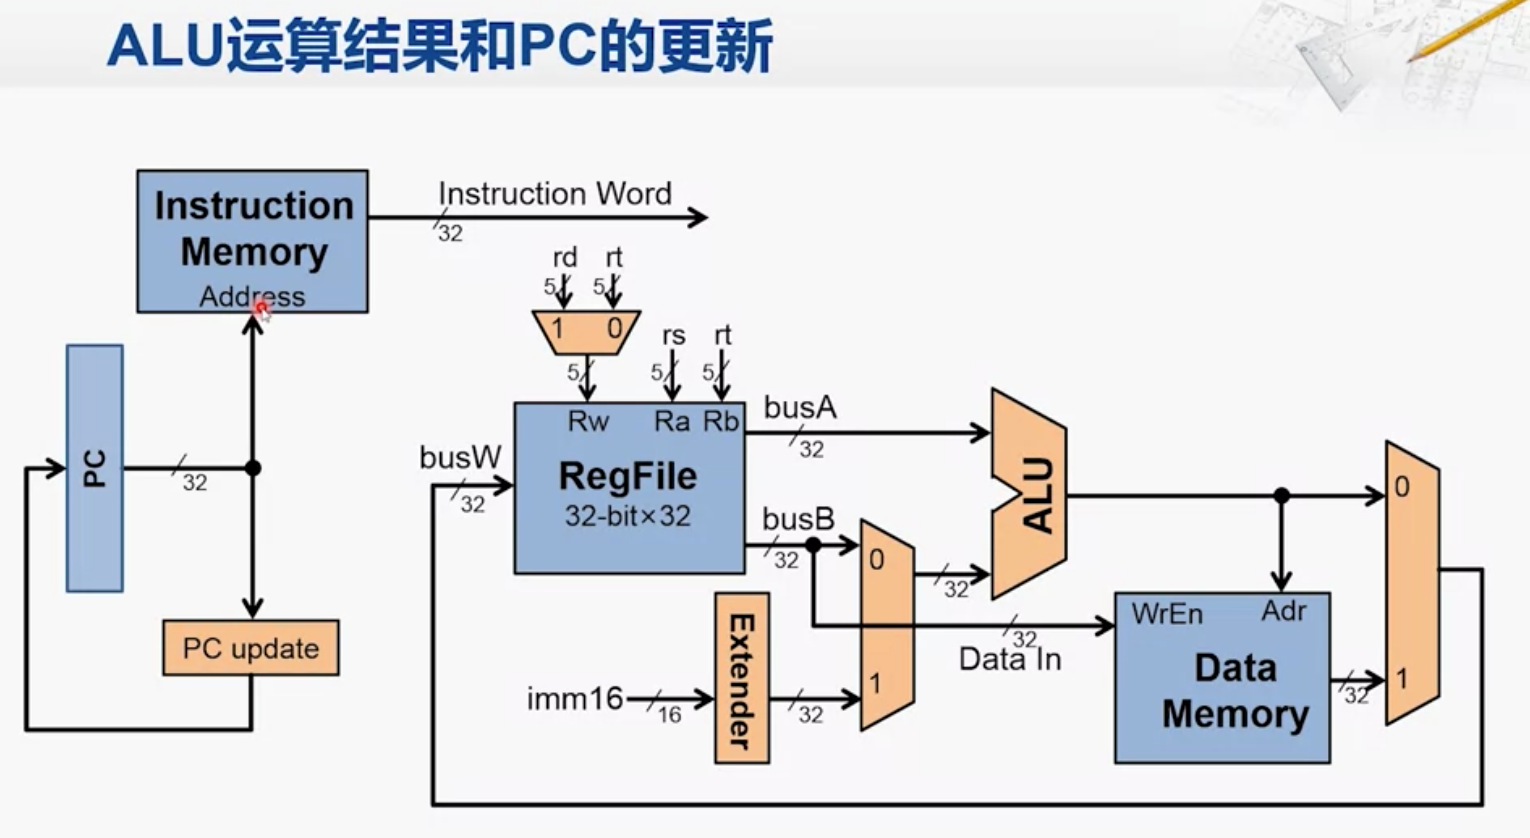 ALU运算结果和PC的更新
Instruction
Memory
Address
Instruction Word
32
rd rt
5 5
1 0
rs rt
5 5 5
Rw Ra Rb
RegFile
32-bit×32
busW
32
busA
32
busB
32
PC
32
PC update
imm16
16
Extender
32
0
1
32
ALU
32
Data In
WrEn Adr
Data
Memory
32
0
1